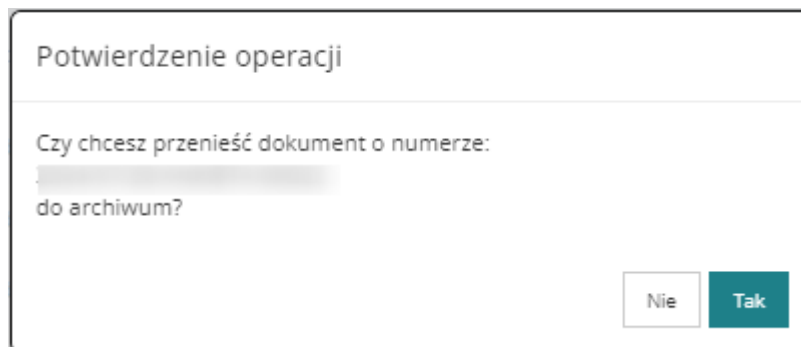 Potwierdzenie operacji
Czy chcesz przenieść dokument o numerze:
do archiwum?
Nie
Tak